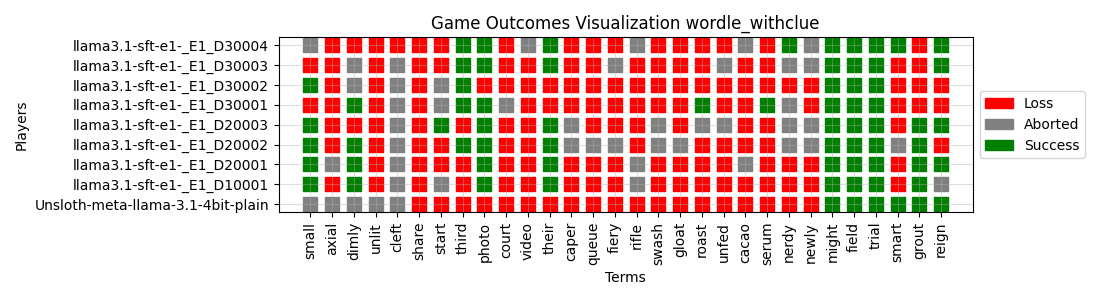 Game Outcomes Visualization wordle_withclue
Players
llama3.1-sft-e1-_E1_D30004
llama3.1-sft-e1-_E1_D30003
llama3.1-sft-e1-_E1_D30002
llama3.1-sft-e1-_E1_D30001
llama3.1-sft-e1-_E1_D20003
llama3.1-sft-e1-_E1_D20002
llama3.1-sft-e1-_E1_D20001
llama3.1-sft-e1-_E1_D10001
Unsloth-meta-llama-3.1-4bit-plain
small
axial
dimly
unlit
cleft
share
start
third
photo
court
video
their
caper
queue
fiery
rifle
swash
gloat
roast
unfed
cacao
serum
nerdy
newly
might
field
trial
smart
grout
reign
Terms
Loss
Aborted
Success